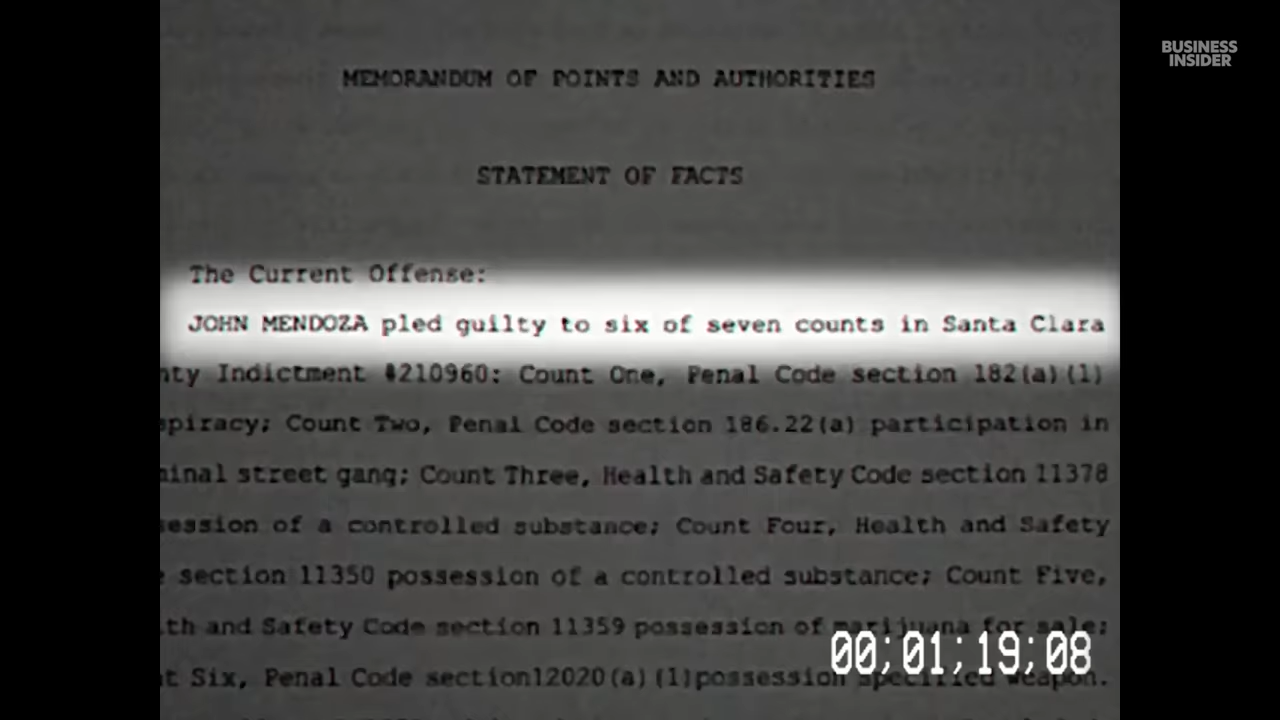 BUSINESS
INSIDER
MEMORANDUM OF POINTS AND AUTHORITIES
STATEMENT OF FACTS
The Current Offense:
JOHN MENDOZA pled guilty to six of seven counts in Santa Clara
nty Indictment #210960: Count One, Penal Code section 182(a)(1)
spiracy; Count Two, Penal Code section 186.22(a) participation in
minal street gang; Count Three, Health and Safety Code section 11378
session of a controlled substance; Count Four, Health and Safety
e section 11350 possession of a controlled substance; Count Five,
lth and Safety Code section 11359 possession of marijuana for sale;
nt Six, Penal Code section12020(a)(1)possession specified weapon.
00;01;19;08